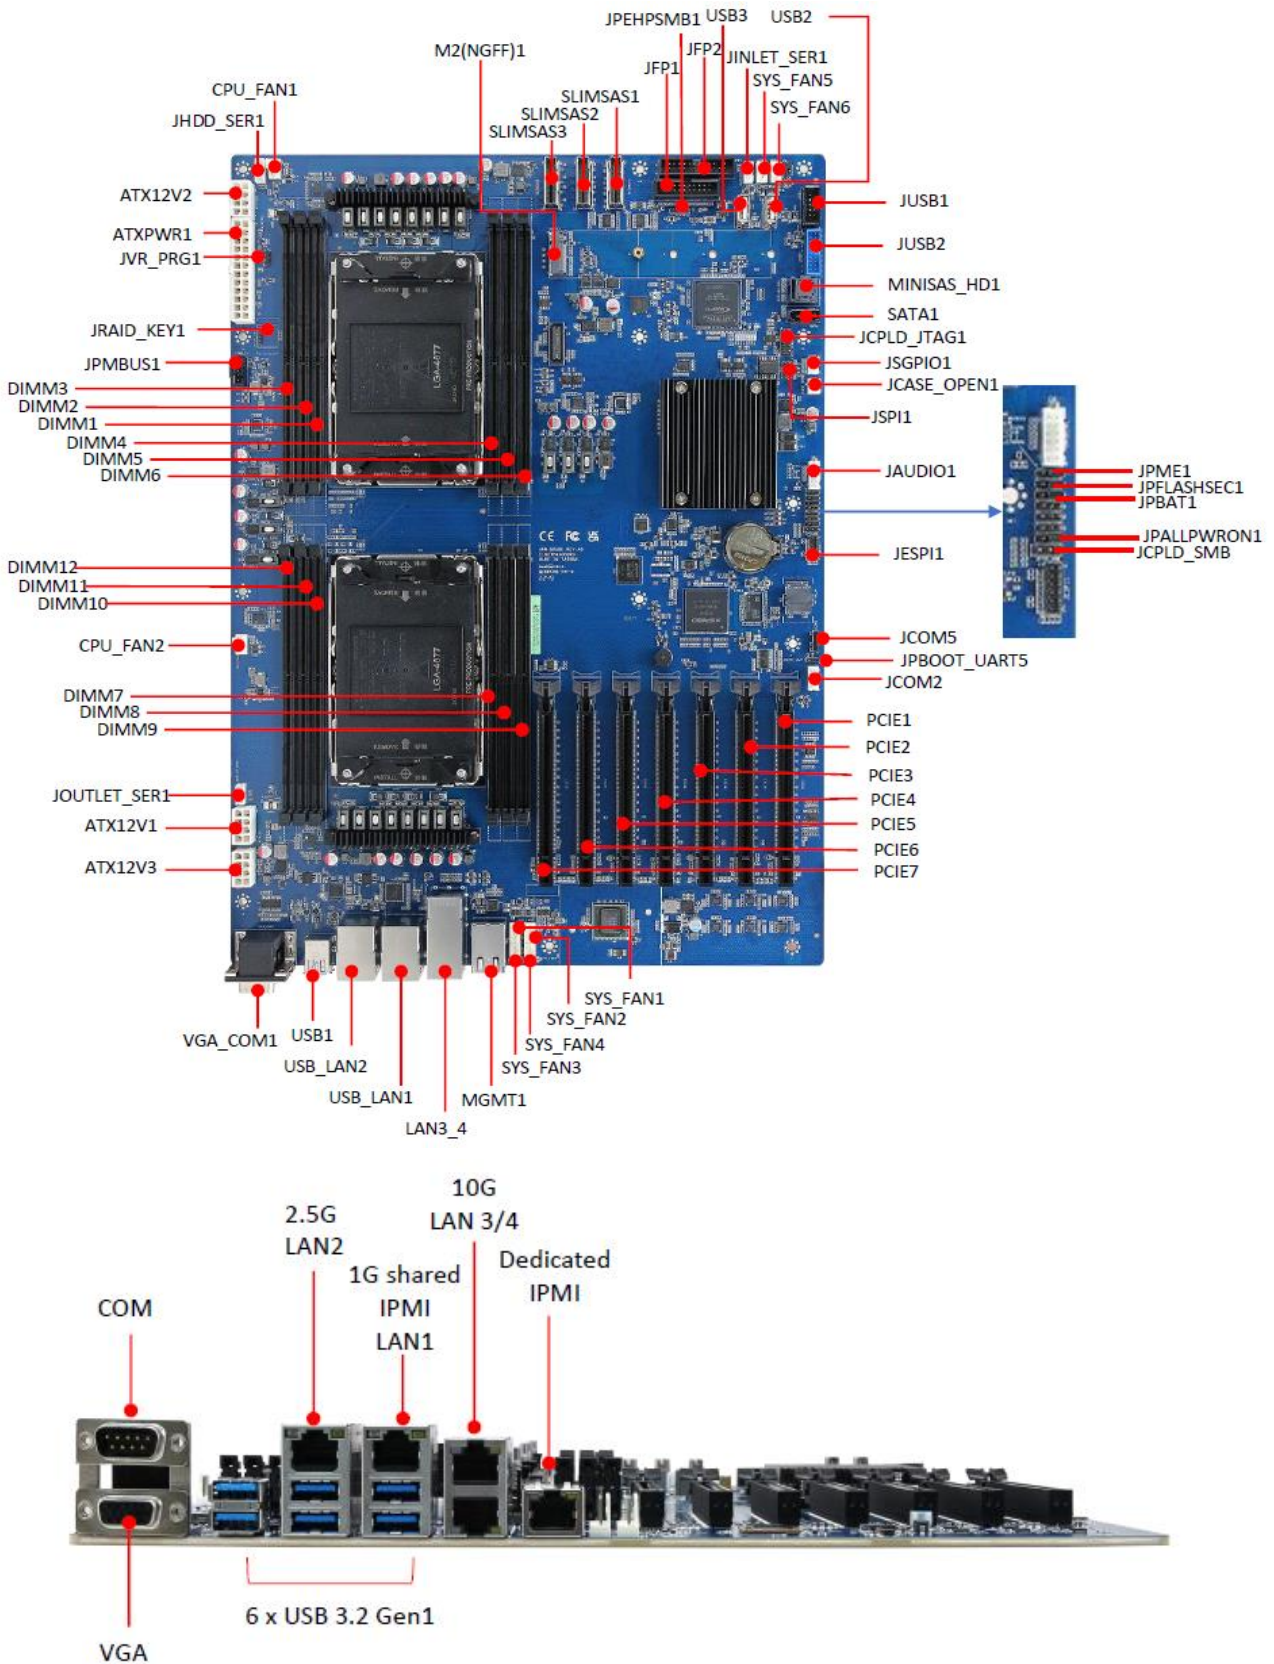 JPEHPSMB1
USB3
USB2
M2(NGFF)1
JFP2
JINLET_SER1
JFP1
SYS_FAN5
CPU_FAN1
SLIMSAS1
SYS_FAN6
SLIMSAS2
JHDD_SER1
SLIMSAS3
ATX12V2
JUSB1
ATXPWR1
JUSB2
JVR_PRG1
MINISAS_HD1
SATA1
JRAID_KEY1
JCPLD_JTAG1
JPMBUS1
JSGPIO1
DIMM3
JCASE_OPEN1
DIMM2
DIMM1
JSPI1
DIMM4
DIMM5
DIMM6
JAUDIO1
JPME1
JPFLASHSEC1
JPBAT1
JPALLPWRON1
JCPLD_SMB
JESPI1
LGA-4677
DIMM12
DIMM11
DIMM10
CPU_FAN2
JCOM5
JPBOOT_UART5
JCOM2
LGA-4677
DIMM7
DIMM8
DIMM9
PCIE1
PCIE2
PCIE3
PCIE4
PCIE5
PCIE6
PCIE7
JOUTLET_SER1
ATX12V1
ATX12V3
SYS_FAN1
SYS_FAN2
SYS_FAN4
SYS_FAN3
VGA_COM1
USB1
USB_LAN2
USB_LAN1
MGMT1
LAN3_4
10G
LAN 3/4
2.5G
LAN2
Dedicated
IPMI
1G shared
IPMI
LAN1
COM
6 x USB 3.2 Gen1
VGA